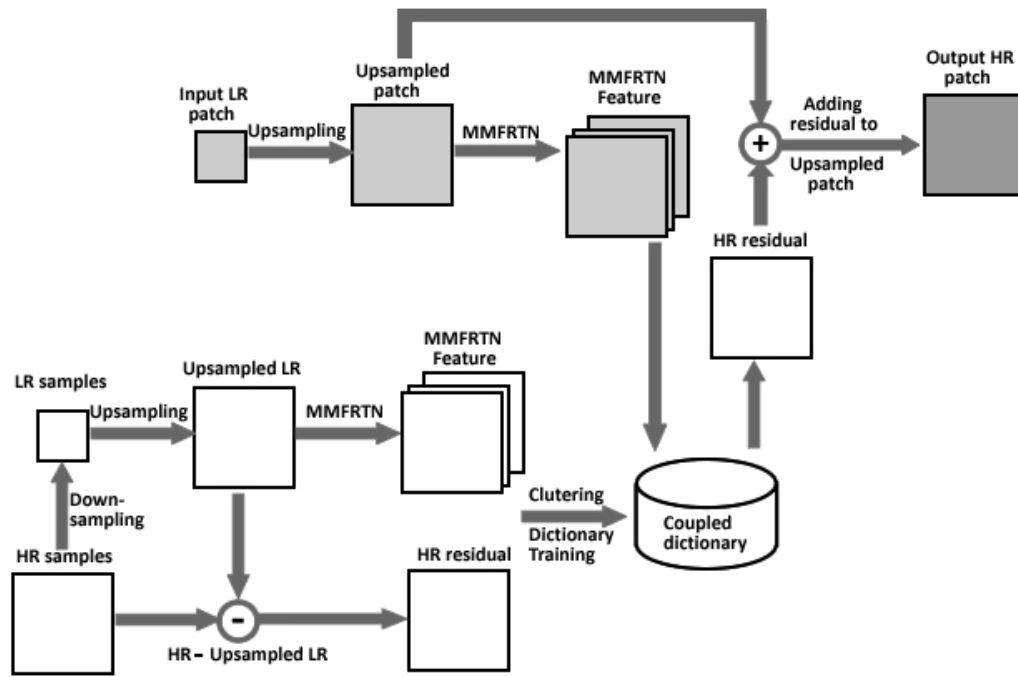 Input LR
patch
Upsampling
Upsampled
patch
MMFRTN
MMFRTN
Feature
+
Adding
residual to
Upsampled
patch
Output HR
patch
HR residual
LR samples
Upsampling
Upsampled LR
MMFRTN
MMFRTN
Feature
Down-
sampling
HR samples
-
HR - Upsampled LR
HR residual
Clutering
Dictionary
Training
Coupled
dictionary